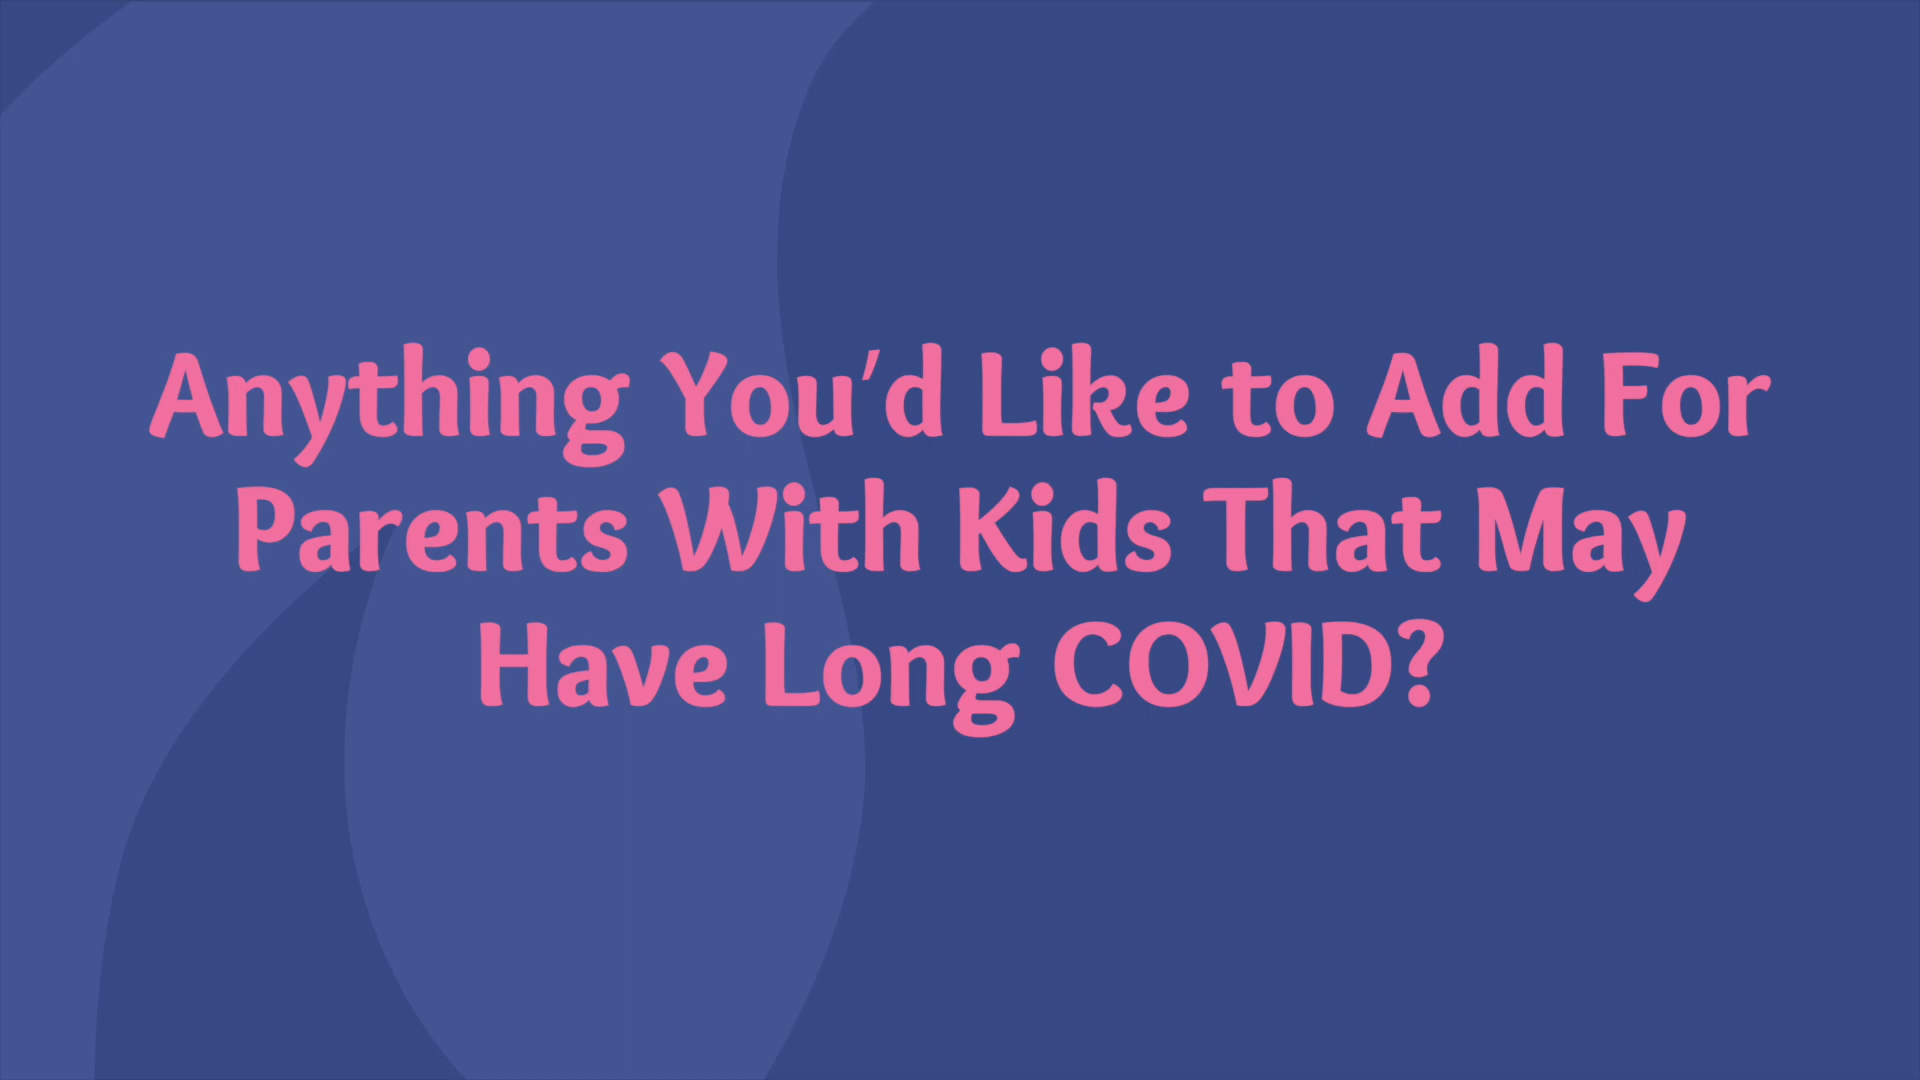 Anything You'd Like to Add For
Parents With Kids That May
Have Long COVID?